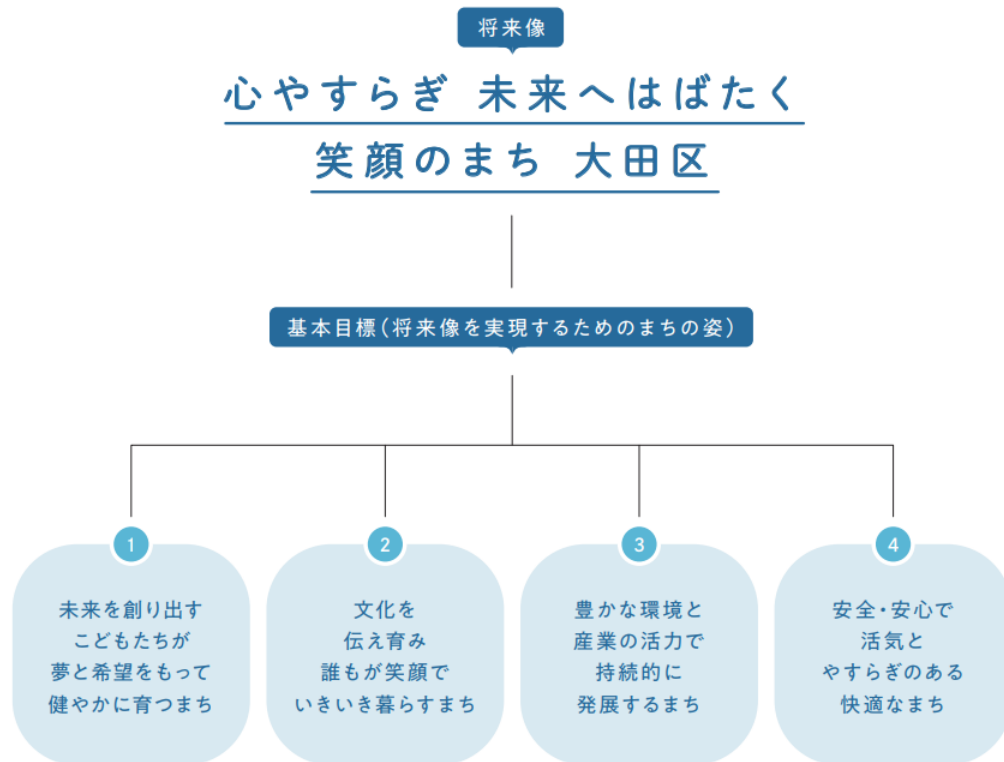 将来像
心やすらぎ 未来へはばたく
笑顔のまち 大田区
基本目標(将来像を実現するためのまちの姿)
1
未来を創り出す
こどもたちが
夢と希望をもって
健やかに育つまち
2
文化を
伝え育み
誰もが笑顔で
いきいき暮らすまち
3
豊かな環境と
産業の活力で
持続的に
発展するまち
4
安全・安心で
活気と
やすらぎのある
快適なまち